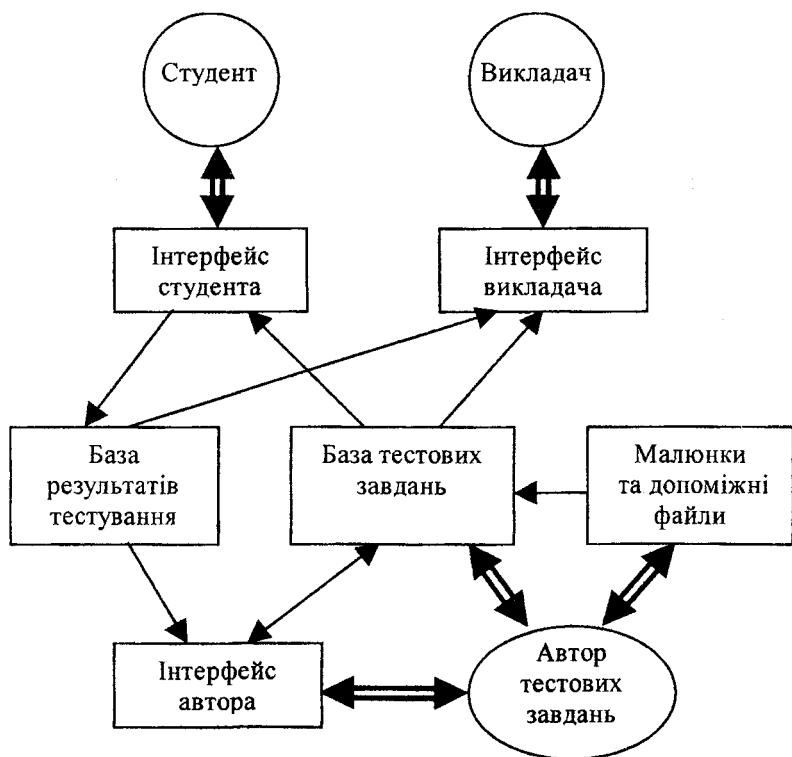 Студент
Викладач
Інтерфейс
студента
Інтерфейс
викладача
База
результатів
тестування
База тестових
завдань
Малюнки
та допоміжні
файли
Інтерфейс
автора
Автор
тестових
завдань